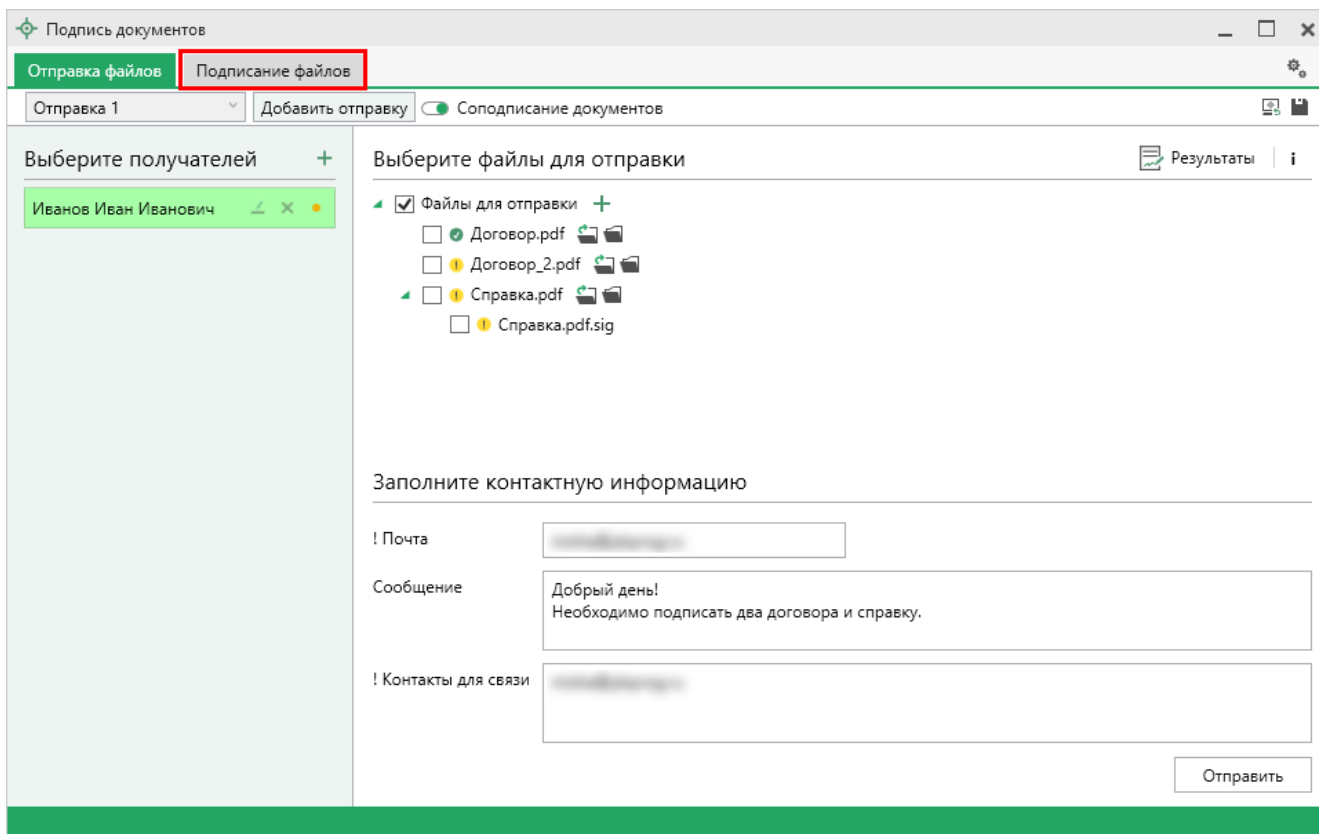 Подпись документов
Отправка файлов Подписание файлов
Отправка 1 Добавить отправку Соподписание документов
Выберите получателей +
Иванов Иван Иванович
Выберите файлы для отправки Результаты i
Файлы для отправки +
Договор.pdf
Договор_2.pdf
Справка.pdf
Справка.pdf.sig
Заполните контактную информацию
! Почта
Сообщение
Добрый день!
Необходимо подписать два договора и справку.
! Контакты для связи
Отправить